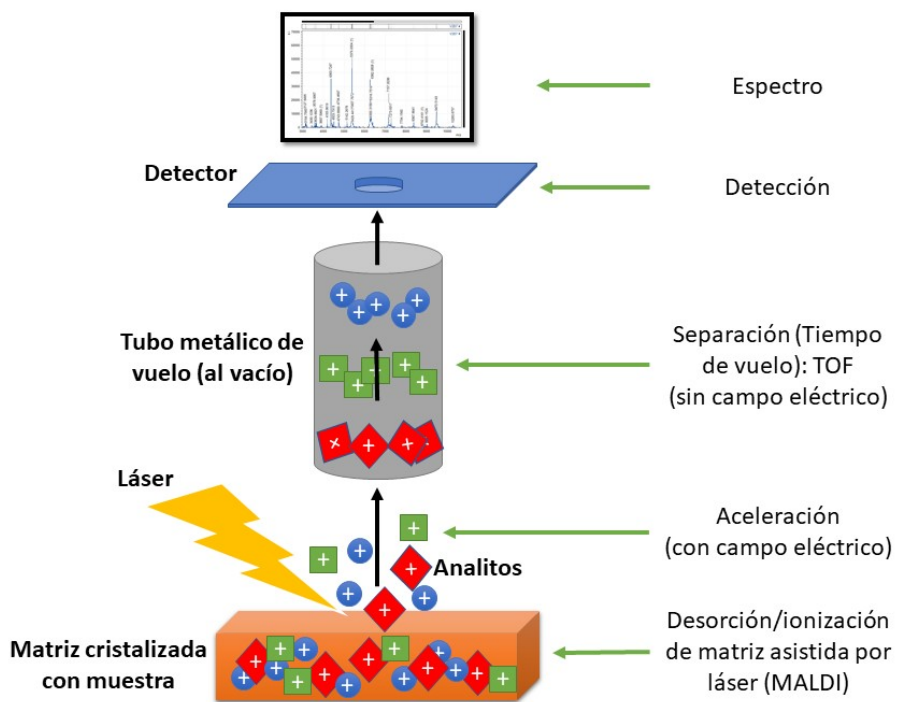 Espectro
Detector
Detección
Tubo metálico de
vuelo (al vacío)
Separación (Tiempo
de vuelo): TOF
(sin campo eléctrico)
Láser
Aceleración
(con campo eléctrico)
Analitos
Matriz cristalizada
con muestra
Desorción/ionización
de matriz asistida por
láser (MALDI)